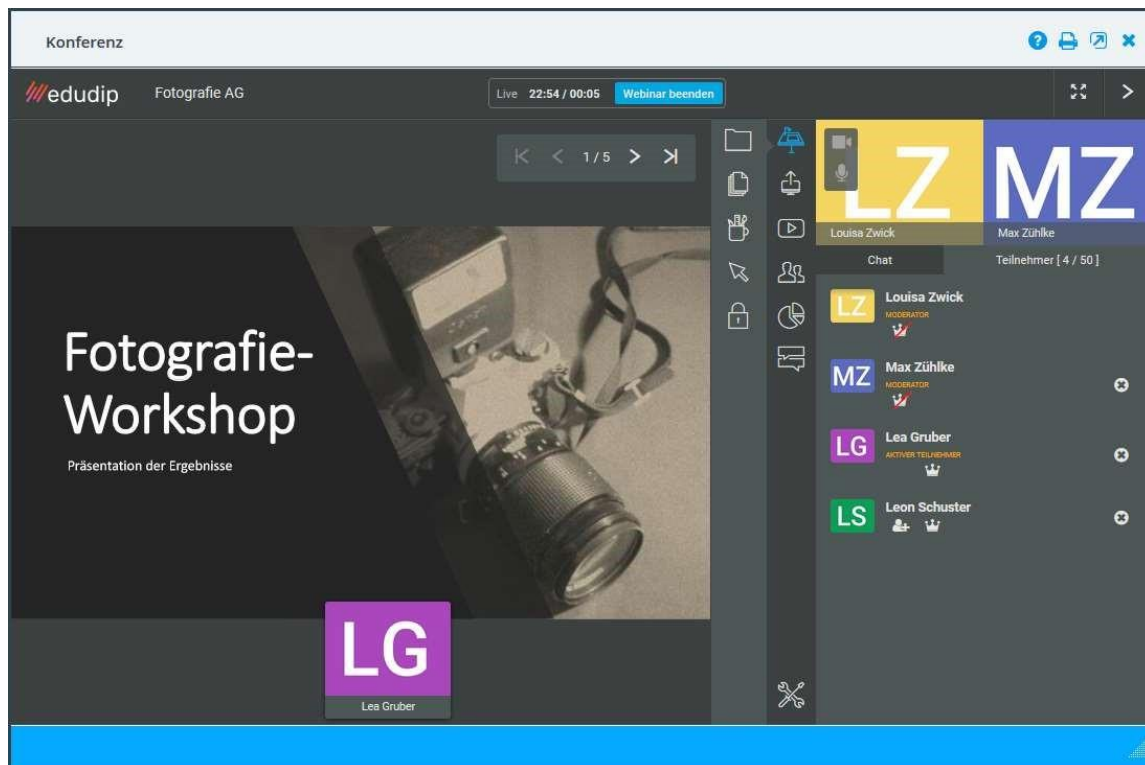 Konferenz
edudip
Fotografie AG
Live 22:54 / 00:05 Webinar beenden
1 / 5
LZ
MZ
Louisa Zwick
Max Zühlke
Chat
Teilnehmer [ 4 / 50 ]
LZ
Louisa Zwick
MODERATOR
MZ
Max Zühlke
MODERATOR
LG
Lea Gruber
AKTIVER TEILNEHMER
LS
Leon Schuster
Fotografie-
Workshop
Präsentation der Ergebnisse
LG
Lea Gruber